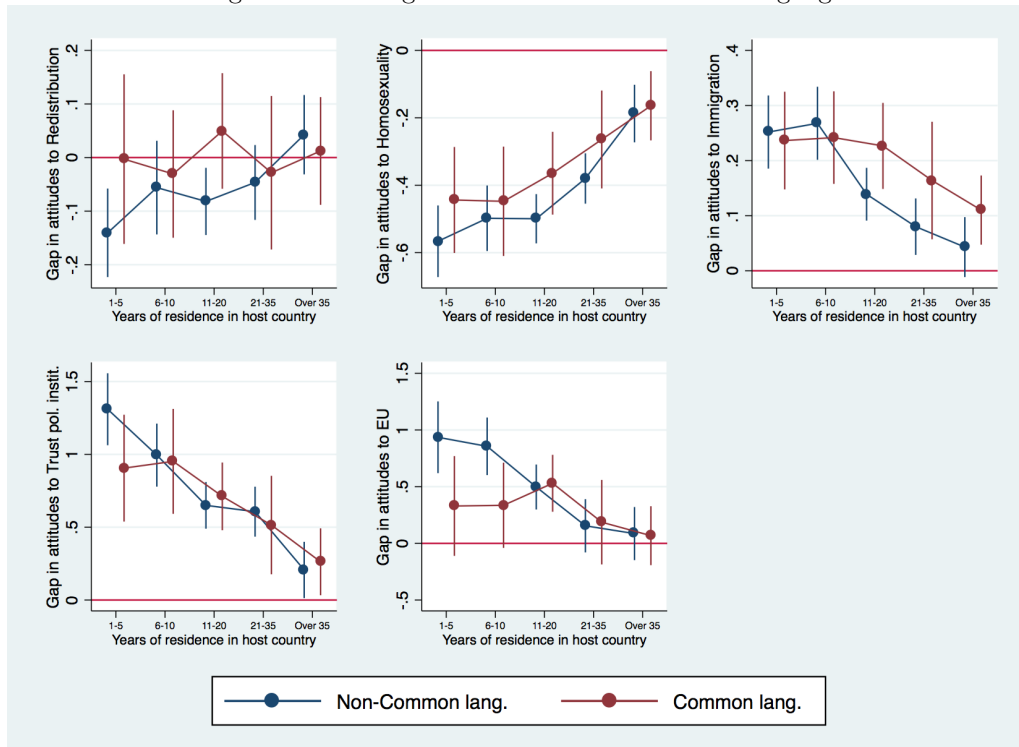 Gap in attitudes to Redistribution
.2
.1
0
-.1
-.2
1-5 6-10 11-20 21-35 Over 35
Years of residence in host country
Gap in attitudes to Homosexuality
0
-.2
-.4
-.6
1-5 6-10 11-20 21-35 Over 35
Years of residence in host country
Gap in attitudes to Immigration
.4
.3
.2
.1
0
1-5 6-10 11-20 21-35 Over 35
Years of residence in host country
Gap in attitudes to Trust pol. instit.
1.5
1
.5
0
1-5 6-10 11-20 21-35 Over 35
Years of residence in host country
Gap in attitudes to EU
1.5
1
.5
0
-.5
1-5 6-10 11-20 21-35 Over 35
Years of residence in host country
Non-Common lang.
Common lang.